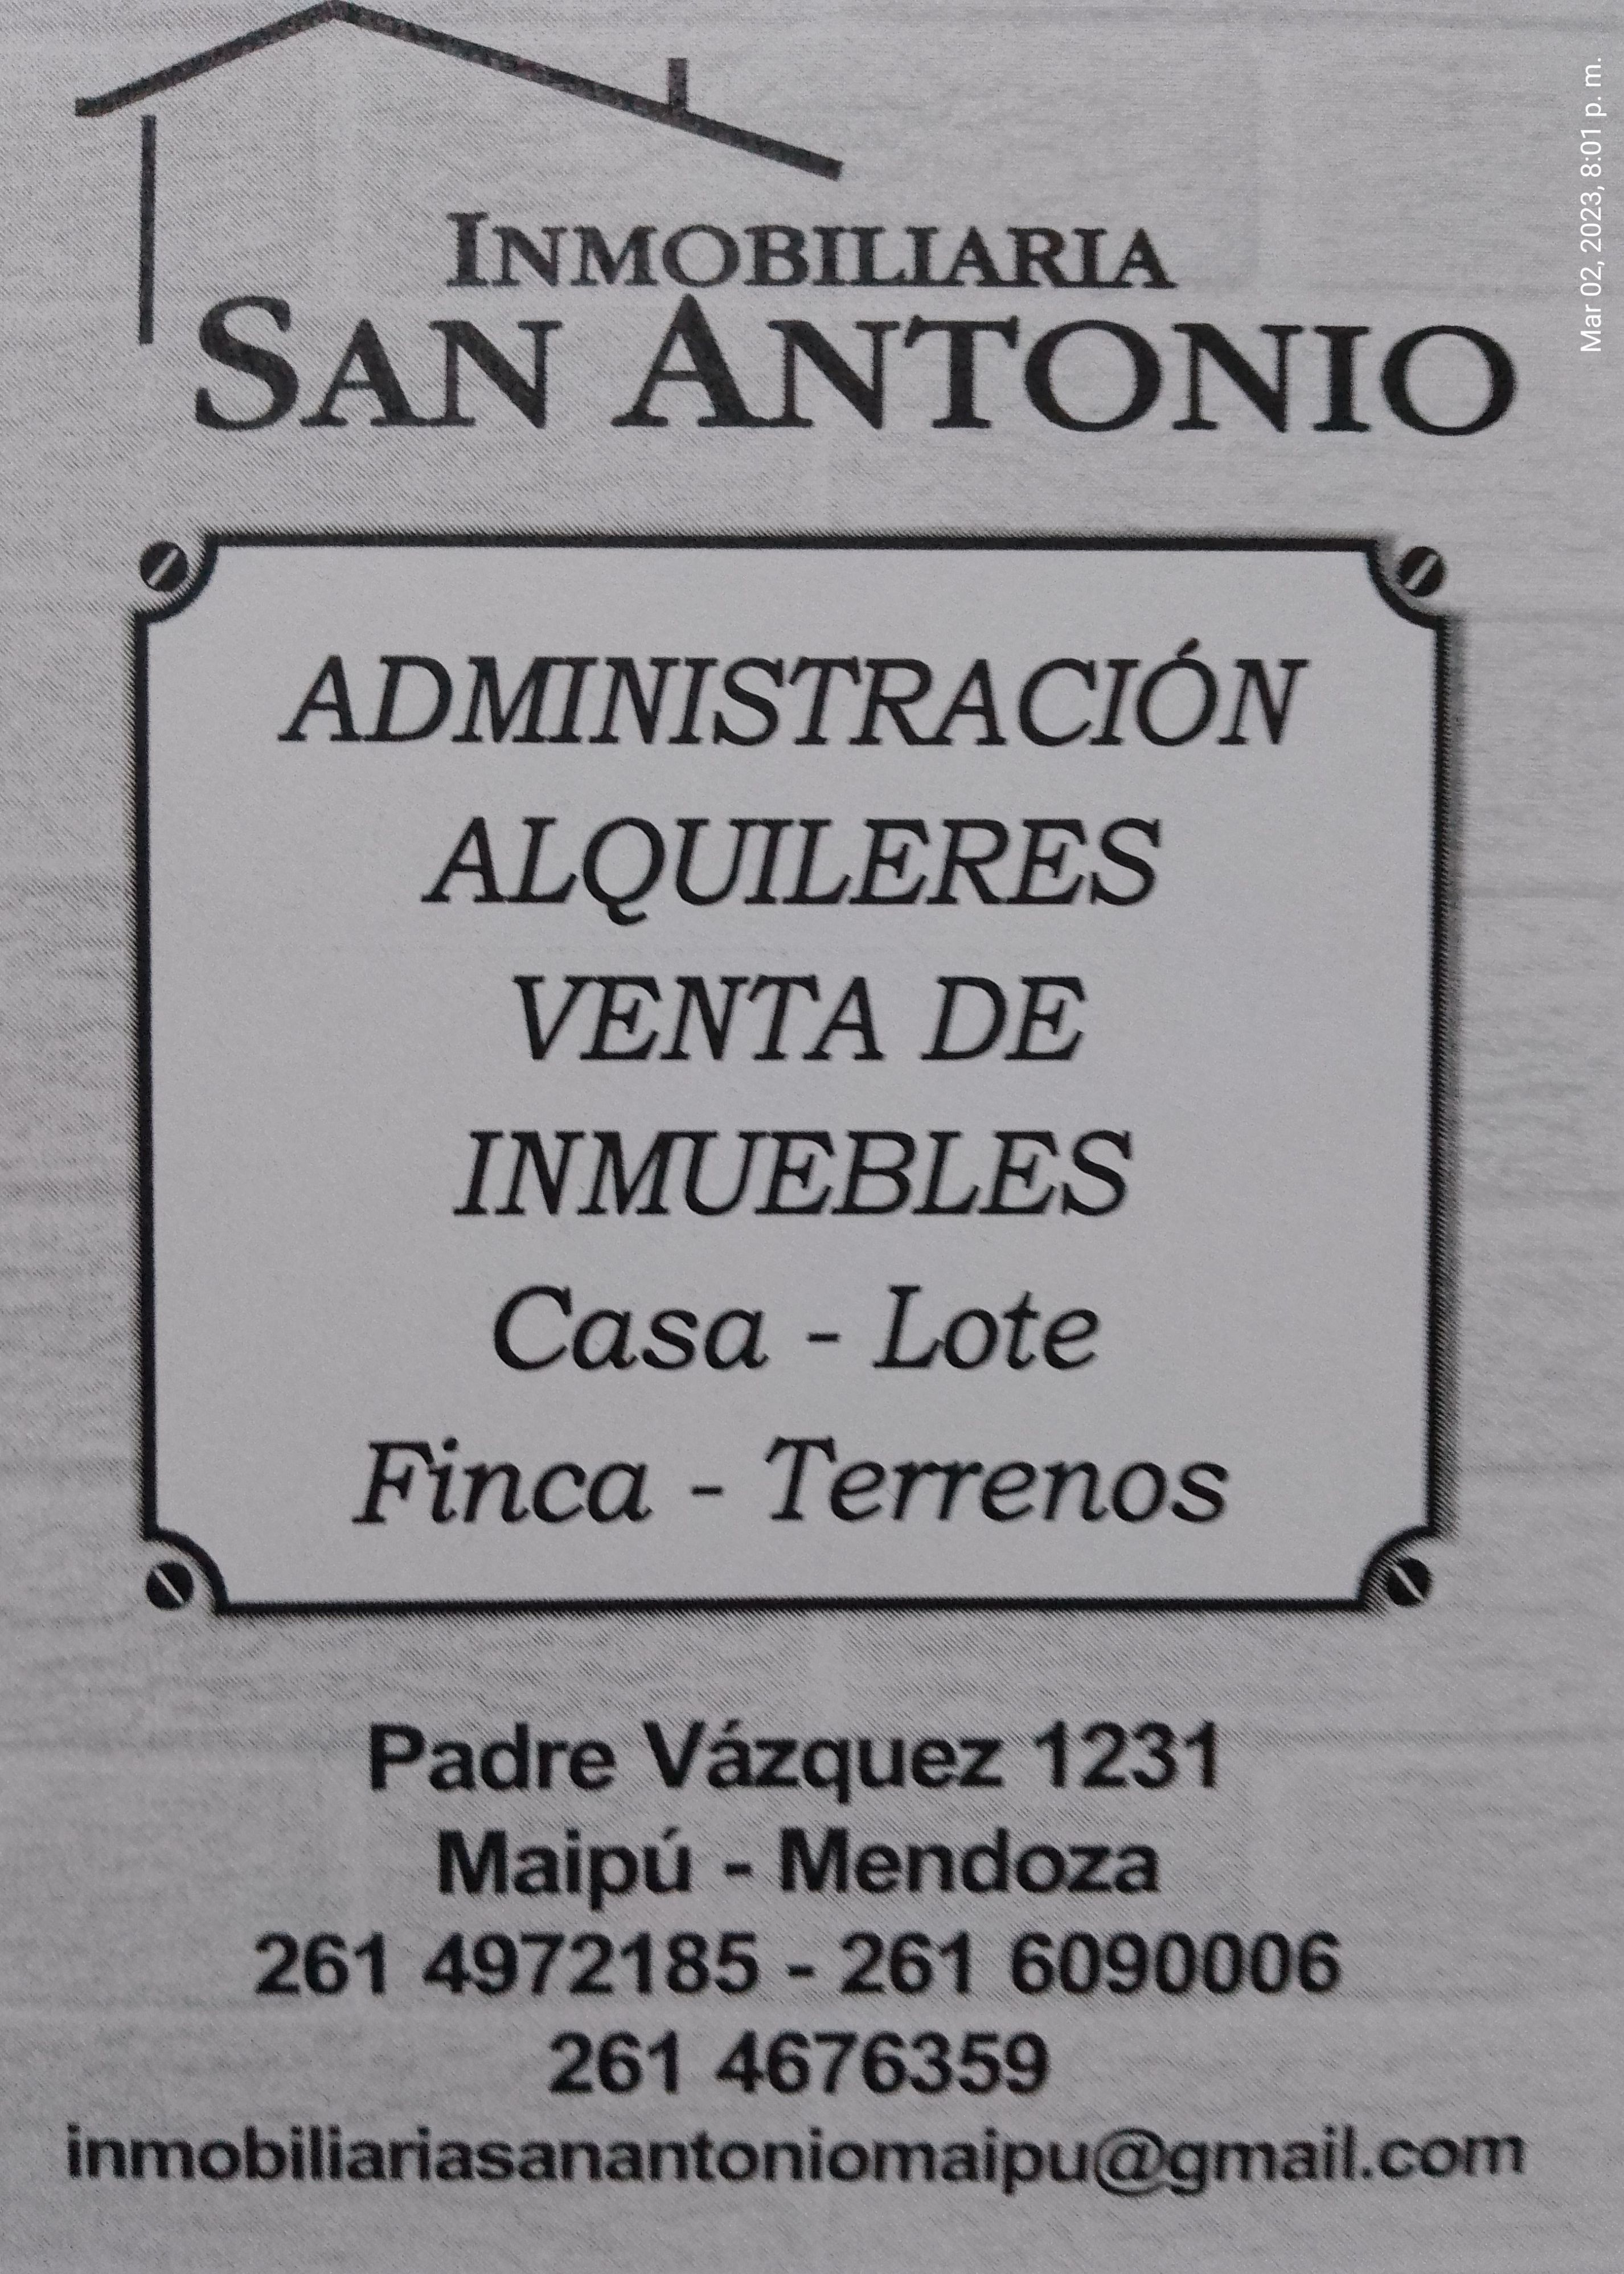 INMOBILIARIA
SAN ANTONIO
ADMINISTRACIÓN
ALQUILERES
VENTA DE
INMUEBLES
Casa - Lote
Finca - Terrenos
Padre Vázquez 1231
Maipú - Mendoza
261 4972185 - 261 6090006
261 4676359
inmobiliariasanantoniomaipu@gmail.com
Mar 02, 2023, 8:01 p. m.